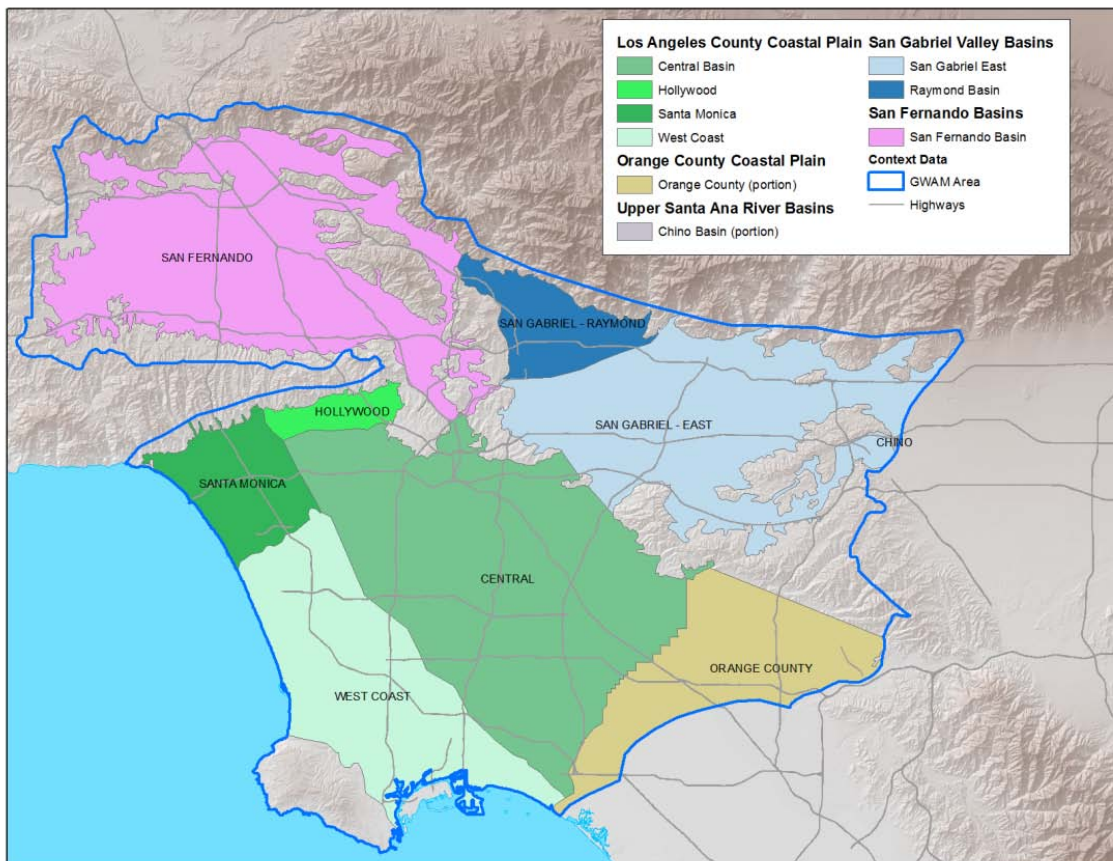 Los Angeles County Coastal Plain
Central Basin
Hollywood
Santa Monica
West Coast
Orange County Coastal Plain
Orange County (portion)
Upper Santa Ana River Basins
Chino Basin (portion)
San Gabriel Valley Basins
San Gabriel East
Raymond Basin
San Fernando Basins
San Fernando Basin
Context Data
GWAM Area
Highways
SAN FERNANDO
SAN GABRIEL - RAYMOND
HOLLYWOOD
SAN GABRIEL - EAST
CHINO
SANTA MONICA
CENTRAL
ORANGE COUNTY
WEST COAST